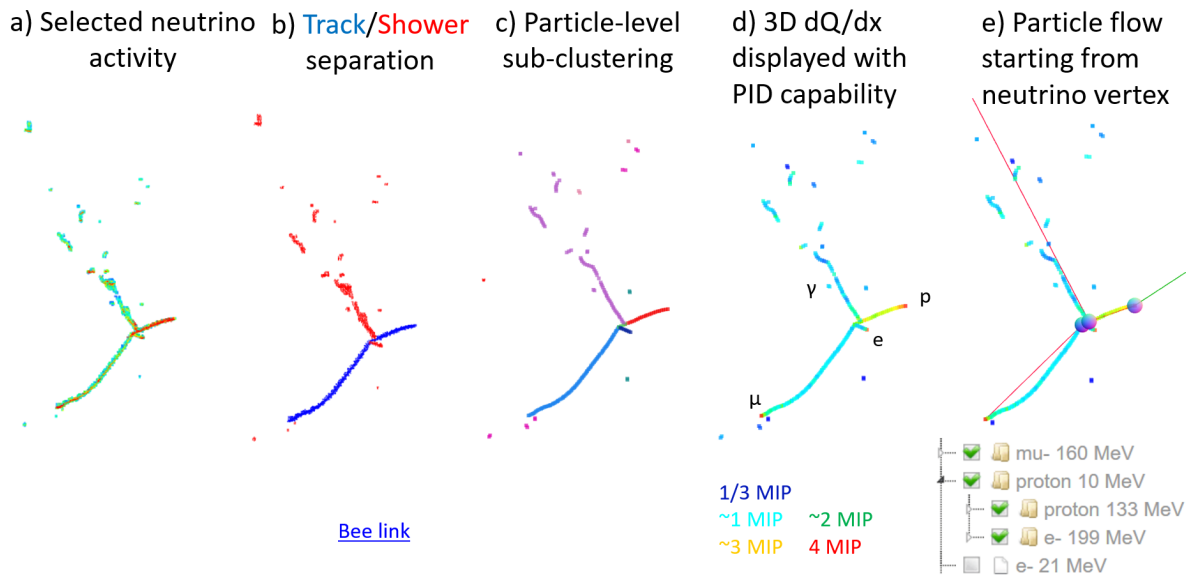 a) Selected neutrino
activity
b) Track/Shower
separation
c) Particle-level
sub-clustering
d) 3D dQ/dx
displayed with
PID capability
e) Particle flow
starting from
neutrino vertex
γ
p
e
μ
1/3 MIP
~1 MIP ~2 MIP
~3 MIP 4 MIP
Bee link
mu- 160 MeV
proton 10 MeV
proton 133 MeV
e- 199 MeV
e- 21 MeV